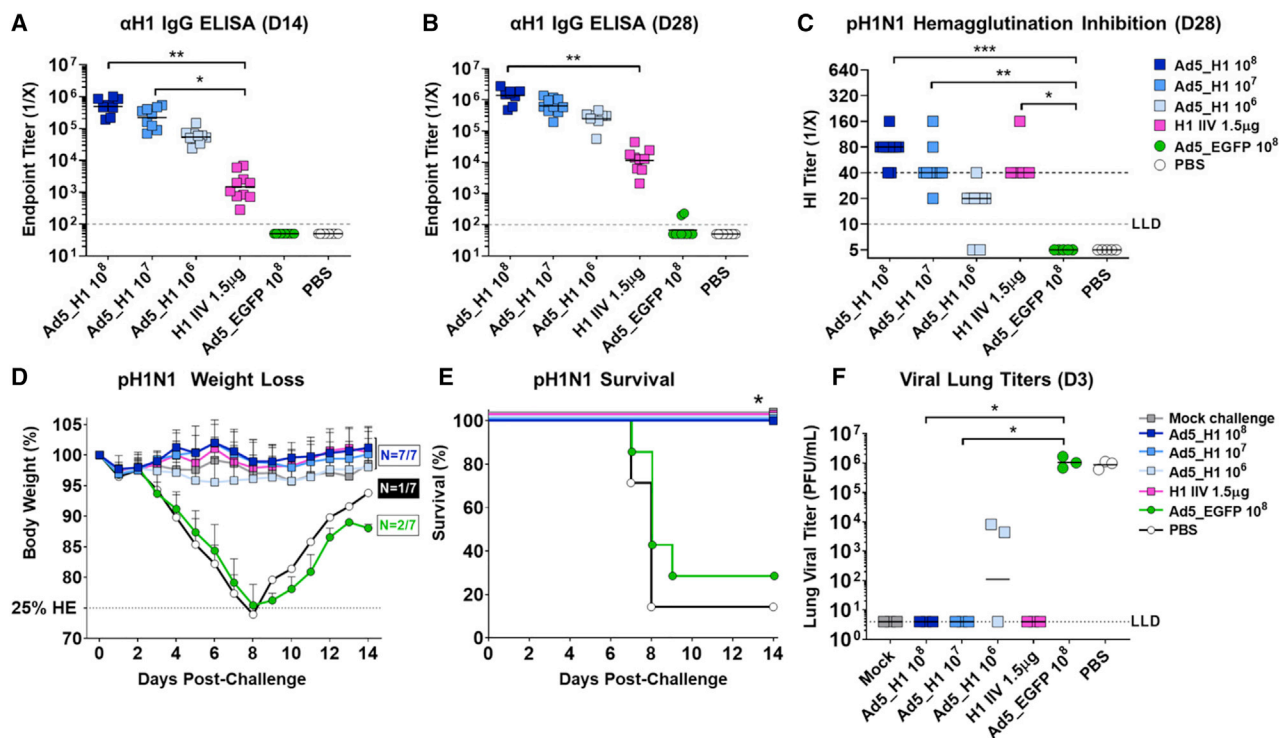 A
αH1 IgG ELISA (D14)
Endpoint Titer (1/X)
10⁷
10⁶
10⁵
10⁴
10³
10²
10¹
**
*
Ad5_H1 10⁸
Ad5_H1 10⁷
Ad5_H1 10⁶
H1 IIV 1.5µg
Ad5_EGFP 10⁸
PBS
B
αH1 IgG ELISA (D28)
Endpoint Titer (1/X)
10⁷
10⁶
10⁵
10⁴
10³
10²
10¹
**
Ad5_H1 10⁸
Ad5_H1 10⁷
Ad5_H1 10⁶
H1 IIV 1.5µg
Ad5_EGFP 10⁸
PBS
C
pH1N1 Hemagglutination Inhibition (D28)
HI Titer (1/X)
640
320
160
80
40
20
10
5
***
**
*
LLD
Ad5_H1 10⁸
Ad5_H1 10⁷
Ad5_H1 10⁶
H1 IIV 1.5µg
Ad5_EGFP 10⁸
PBS
Ad5_H1 10⁸
Ad5_H1 10⁷
Ad5_H1 10⁶
H1 IIV 1.5µg
Ad5_EGFP 10⁸
PBS
D
pH1N1 Weight Loss
Body Weight (%)
105
100
95
90
85
80
25% HE
70
N=7/7
N=1/7
N=2/7
0 2 4 6 8 10 12 14
Days Post-Challenge
E
pH1N1 Survival
Survival (%)
100
80
60
40
20
0
*
0 2 4 6 8 10 12 14
Days Post-Challenge
F
Viral Lung Titers (D3)
Lung Viral Titer (PFU/mL)
10⁷
10⁶
10⁵
10⁴
10³
10²
10¹
10⁰
*
*
LLD
Mock
Ad5_H1 10⁸
Ad5_H1 10⁷
Ad5_H1 10⁶
H1 IIV 1.5µg
Ad5_EGFP 10⁸
PBS
Mock challenge
Ad5_H1 10⁸
Ad5_H1 10⁷
Ad5_H1 10⁶
H1 IIV 1.5µg
Ad5_EGFP 10⁸
PBS